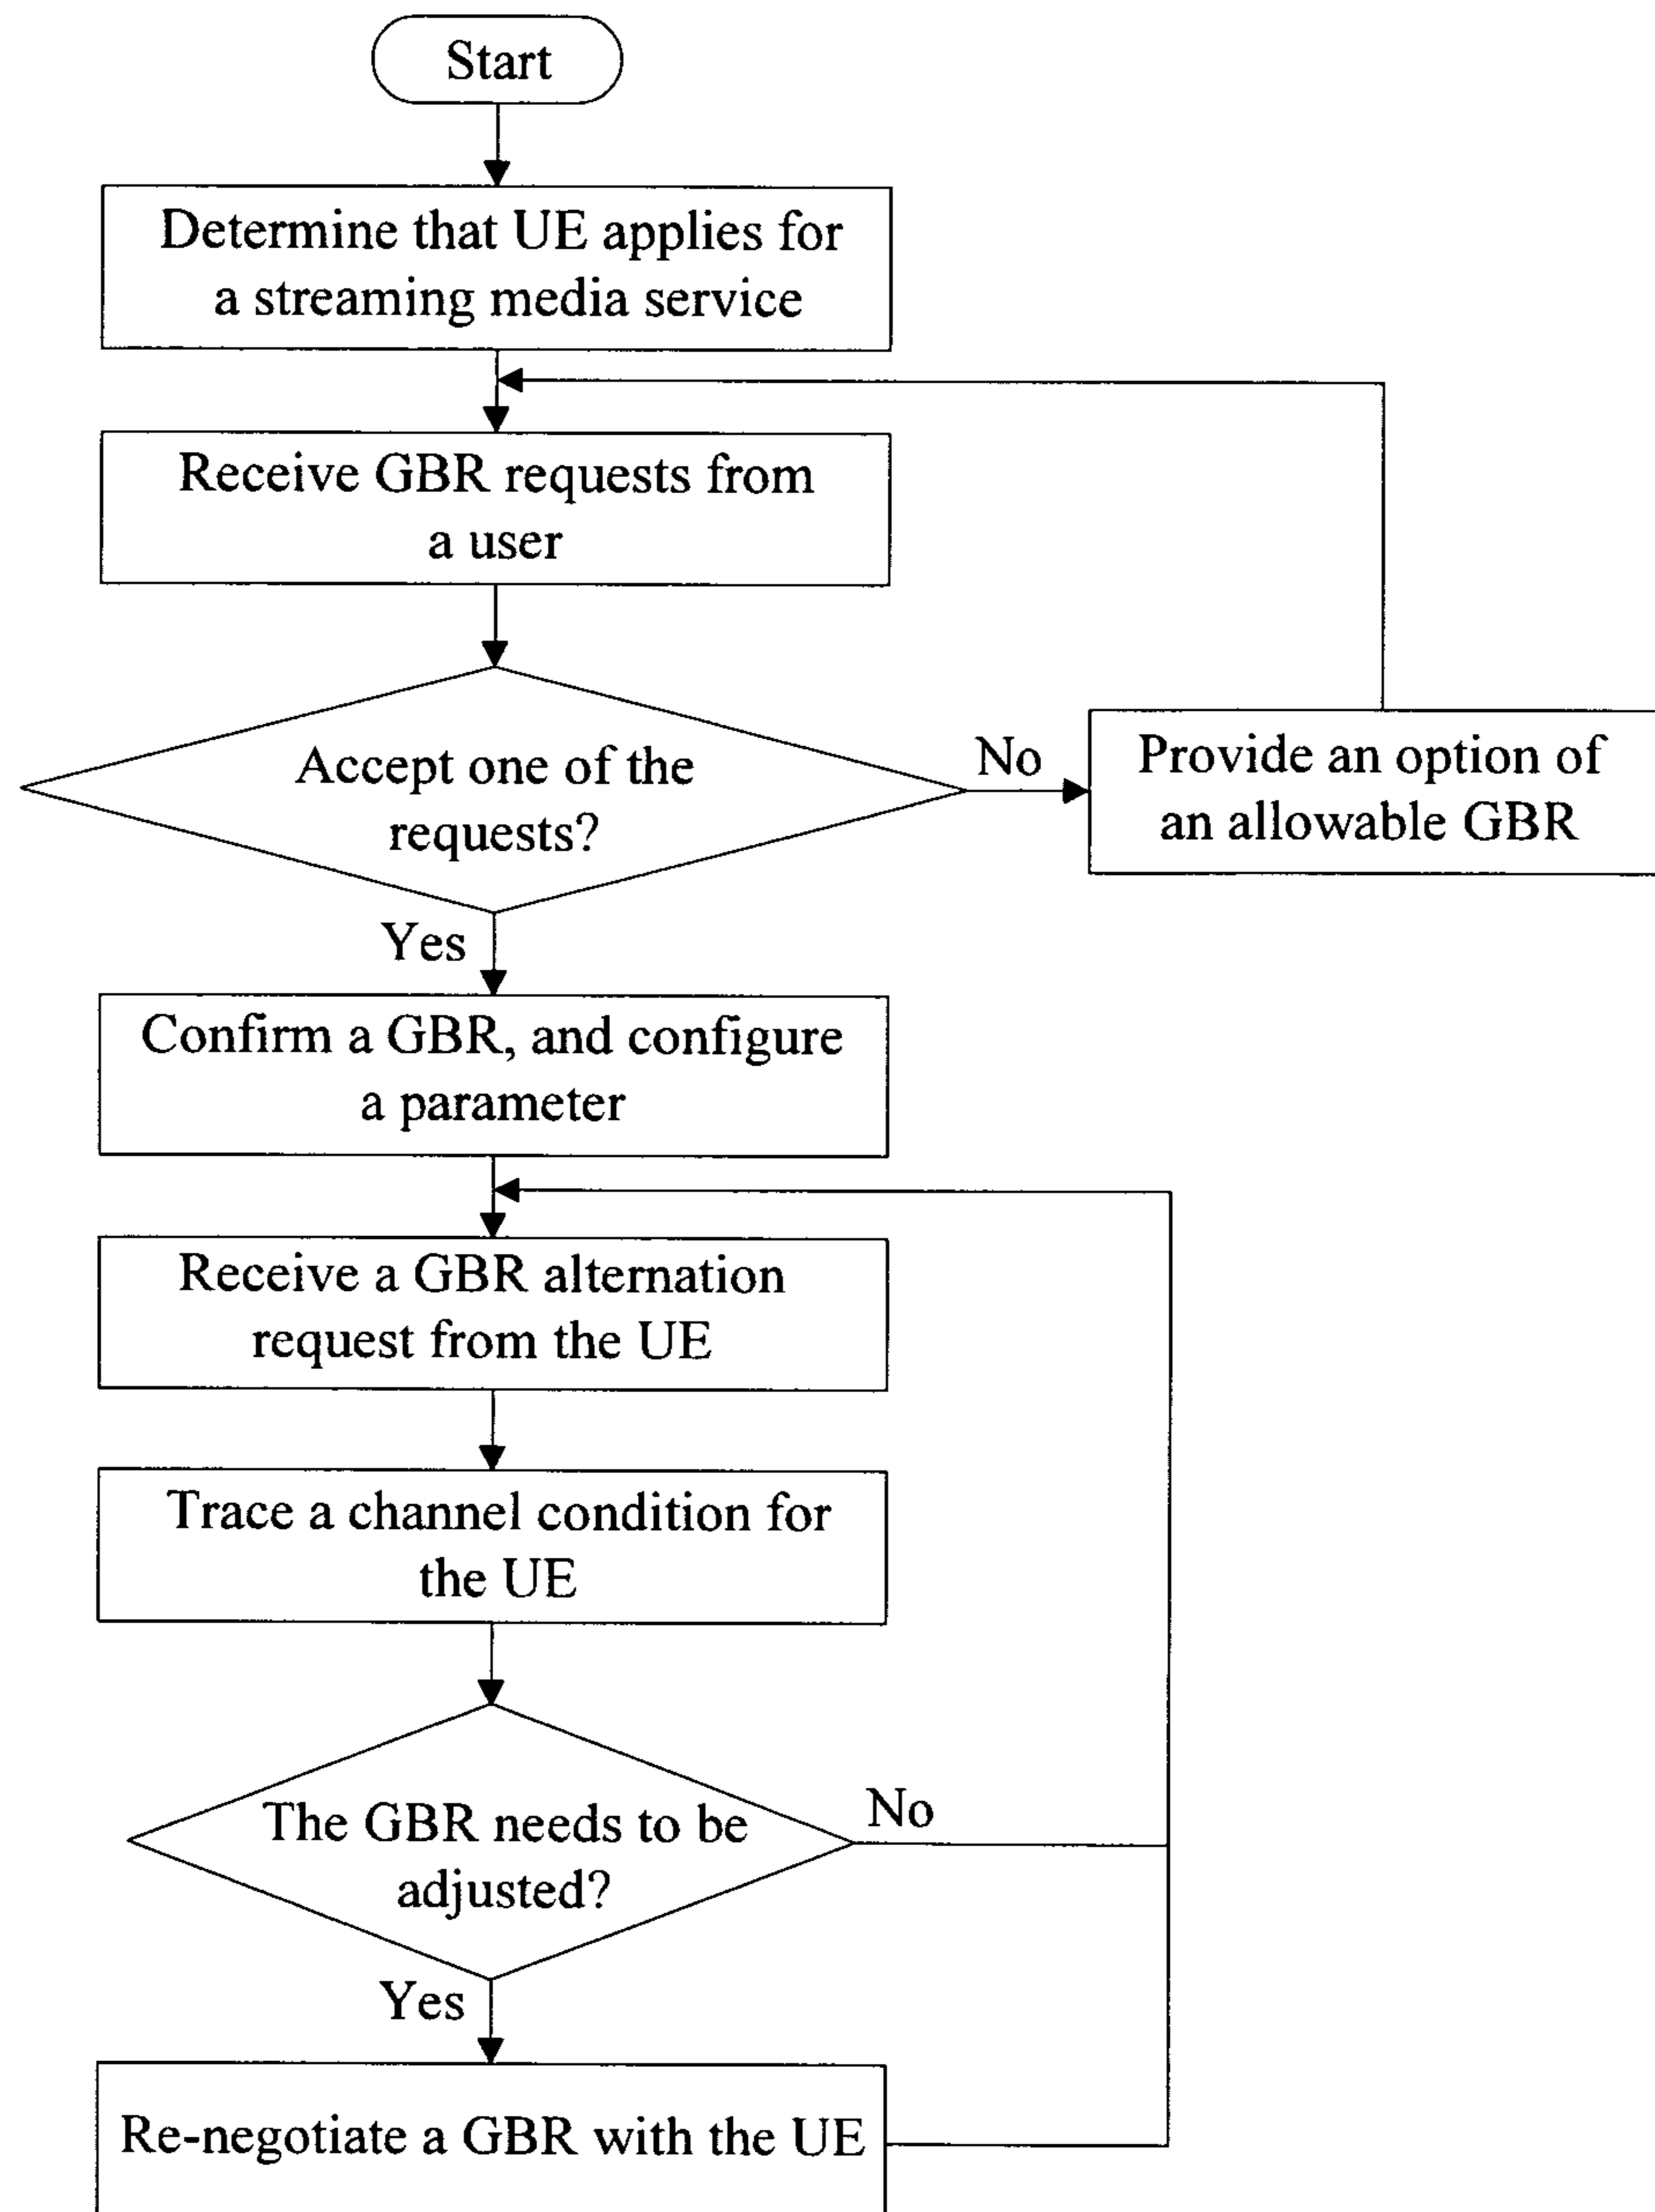 Start
Determine that UE applies for
a streaming media service
Receive GBR requests from
a user
Accept one of the
requests?
No
Provide an option of
an allowable GBR
Yes
Confirm a GBR, and configure
a parameter
Receive a GBR alternation
request from the UE
Trace a channel condition for
the UE
The GBR needs to be
adjusted?
No
Yes
Re-negotiate a GBR with the UE